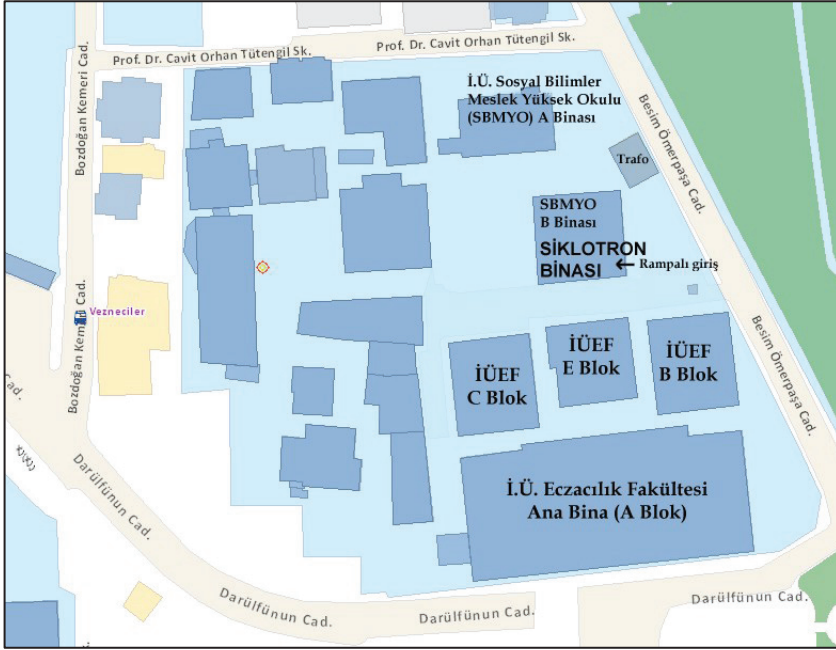 Prof. Dr. Cavit Orhan Tütengil Sk.
Prof. Dr. Cavit Orhan Tütengil Sk.
Bozdoğan Kemeri Cad.
İ.Ü. Sosyal Bilimler
Meslek Yüksek Okulu
(SBMYO) A Binası
Besim Ömerpaşa Cad.
Trafo
SBMYO
B Binası
SİKLOTRON
BİNASI
← Rampalı giriş
Vezneciler
Bozdoğan Kemeri Cad.
Besim Ömerpaşa Cad.
İÜEF
C Blok
İÜEF
E Blok
İÜEF
B Blok
Cad.
İ.Ü. Eczacılık Fakültesi
Ana Bina (A Blok)
Darülfünun Cad.
Darülfünun Cad.
Darülfünun Cad.
Darülfünun Cad.